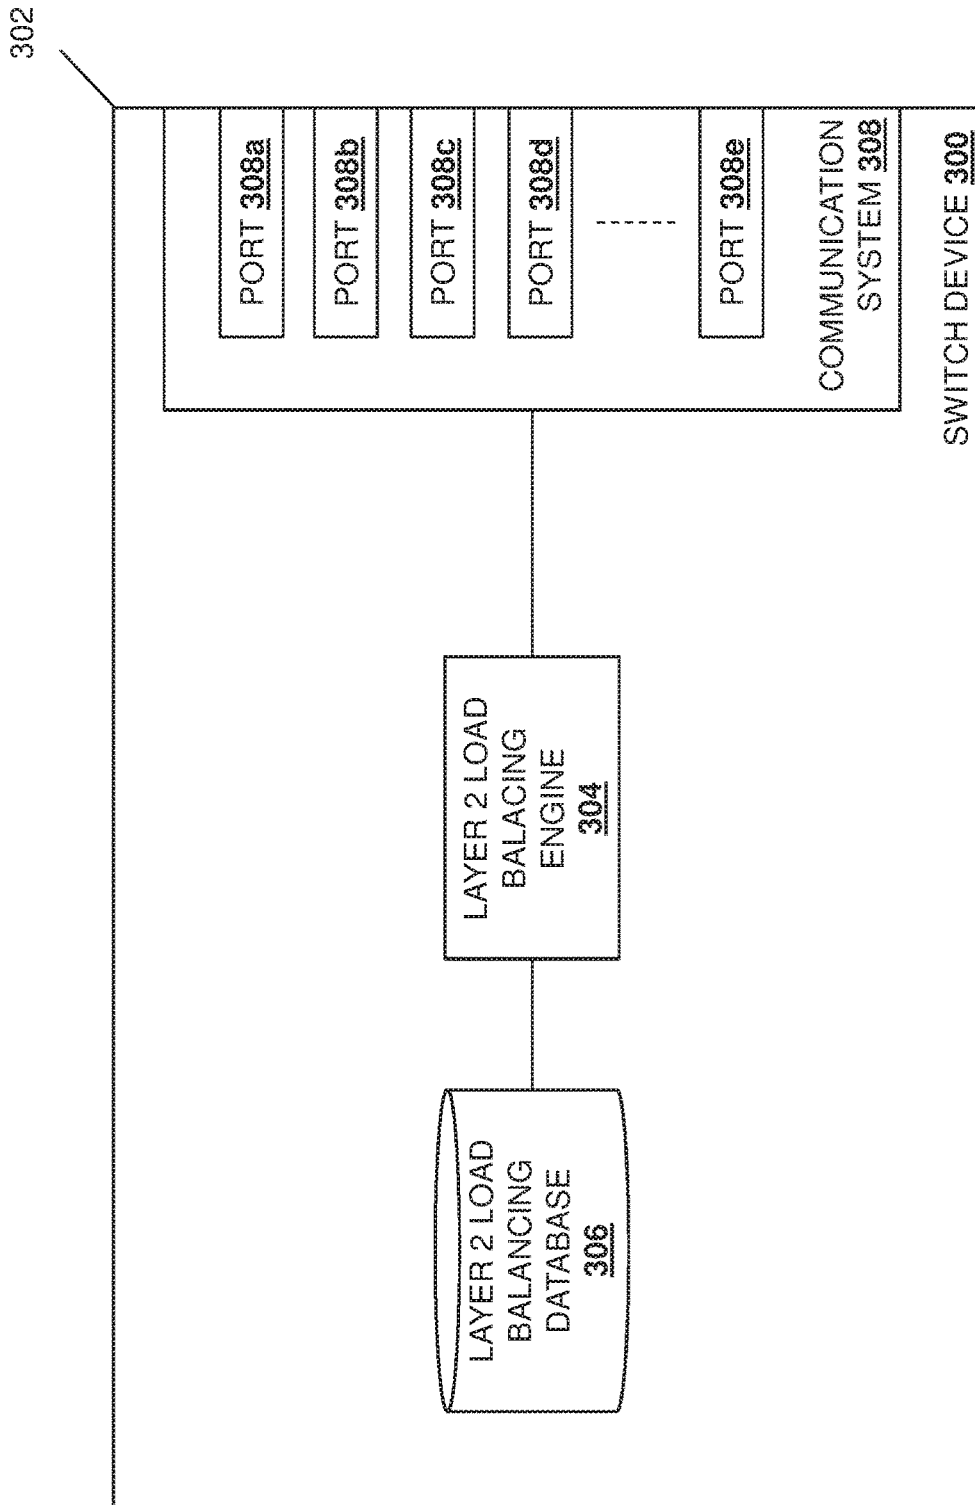 302
PORT 308a
PORT 308b
PORT 308c
PORT 308d
PORT 308e
COMMUNICATION
SYSTEM 308
SWITCH DEVICE 300
LAYER 2 LOAD
BALACING
ENGINE
304
LAYER 2 LOAD
BALANCING
DATABASE
306